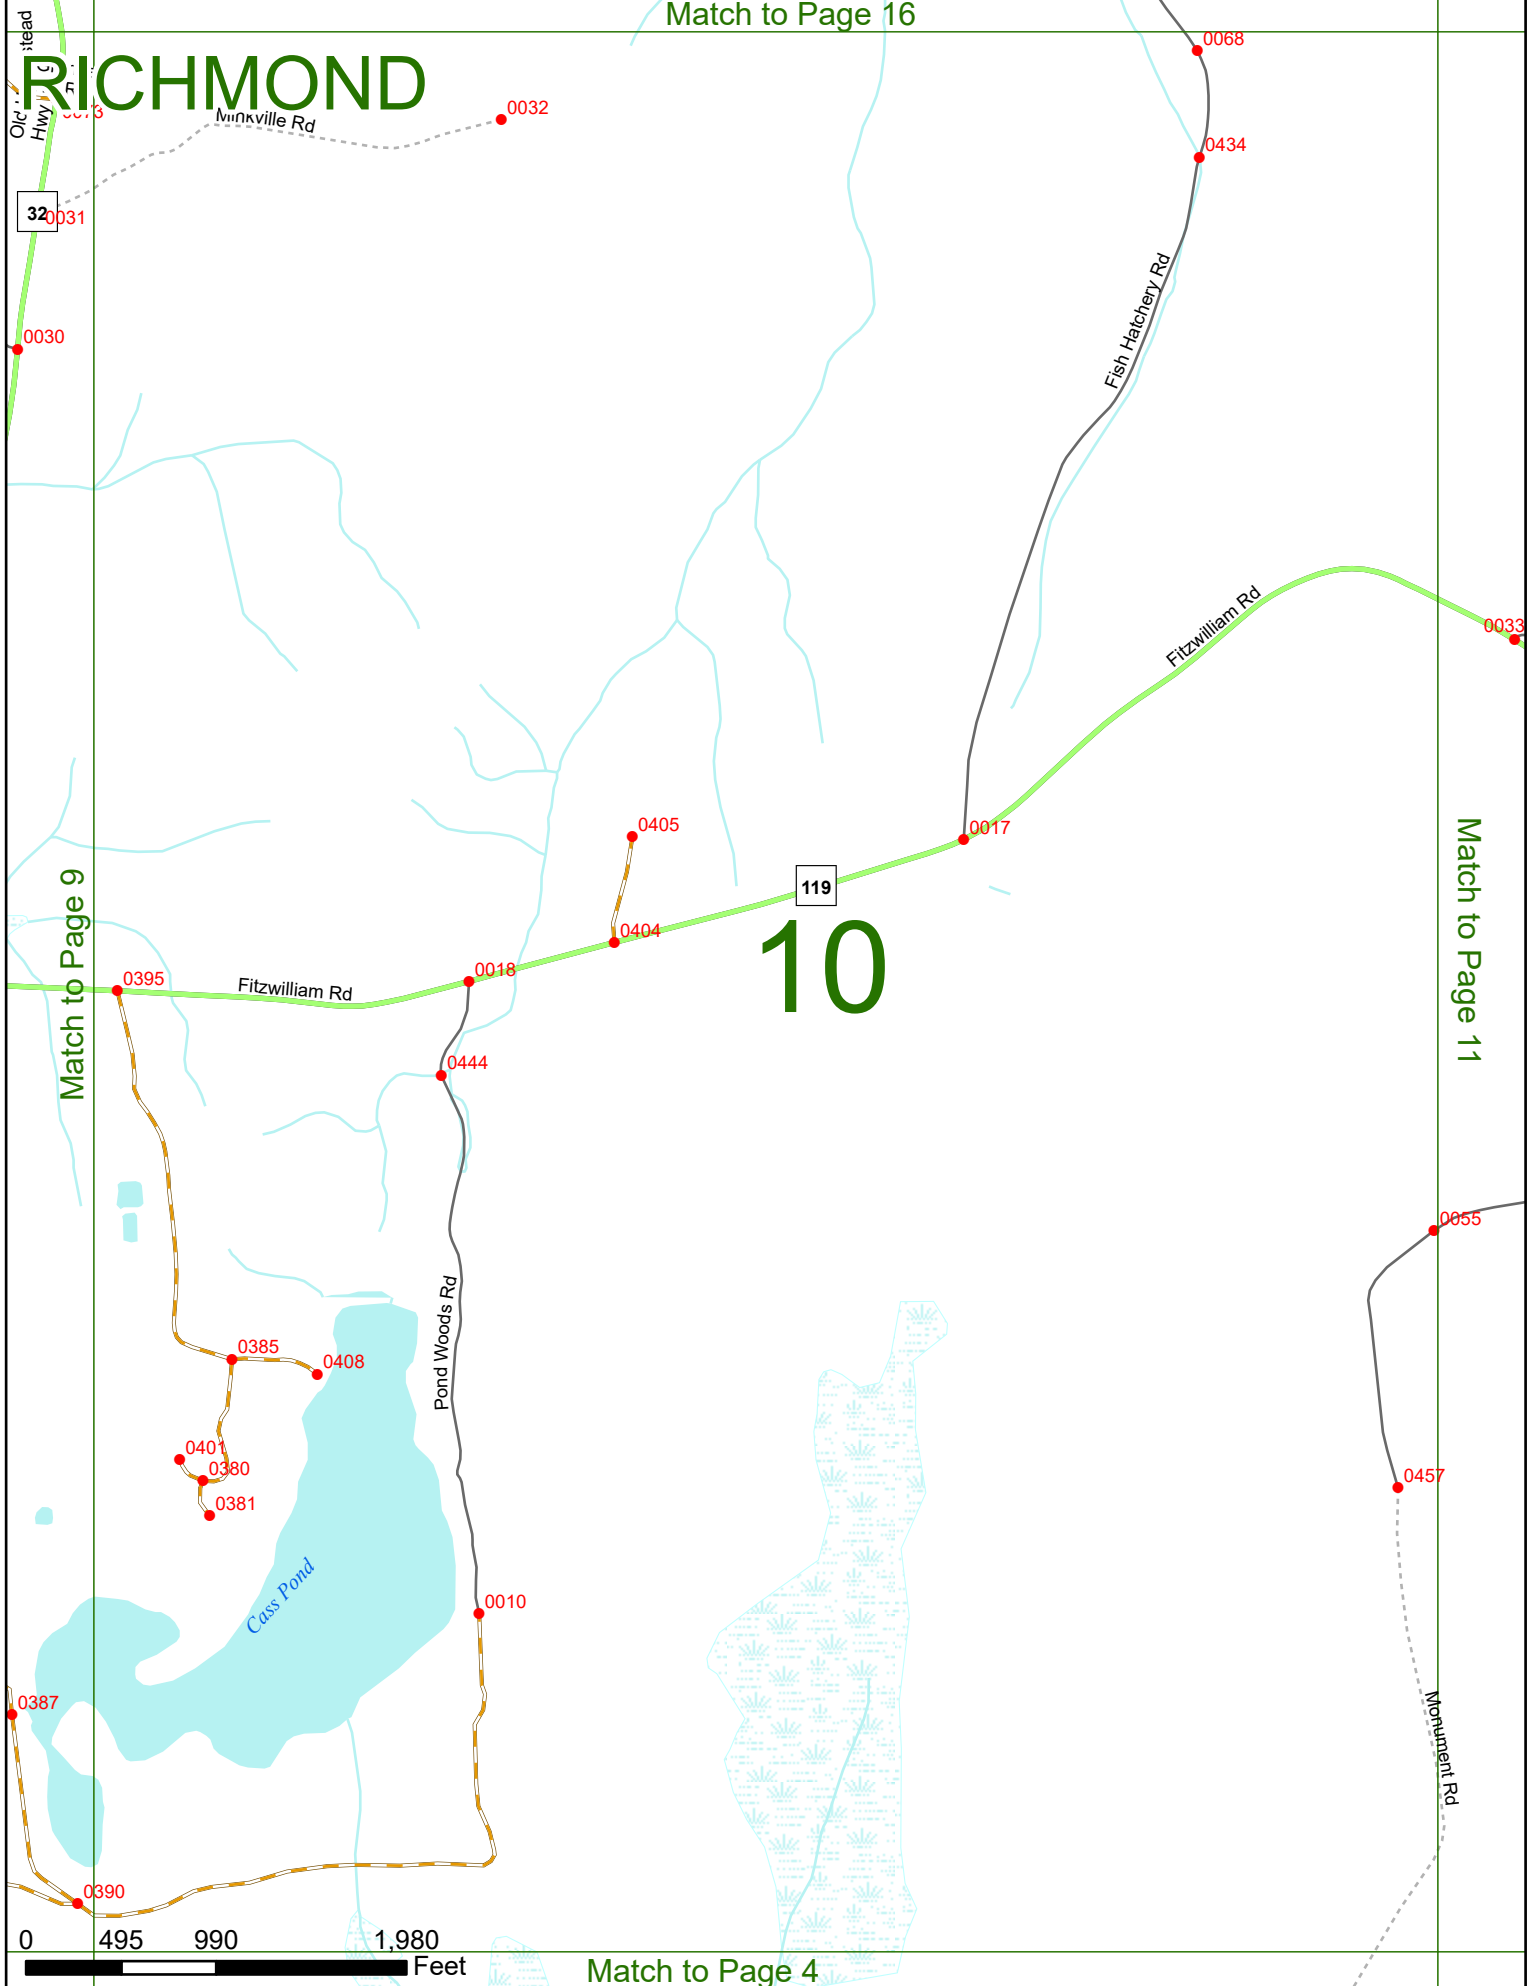 Match to Page 16
RICHMOND
0068
0032
Minkville Rd
0434
32
0031
Fish Hatchery Rd
0030
Fitzwilliam Rd
0033
0405
0017
119
Match to Page 9
Match to Page 11
0404
10
0018
0395
Fitzwilliam Rd
0444
0055
Pond Woods Rd
0385
0408
0401
0380
0457
0381
Cass Pond
0010
0387
Monument Rd
0390
0 495 990 1,980
Feet
Match to Page 4